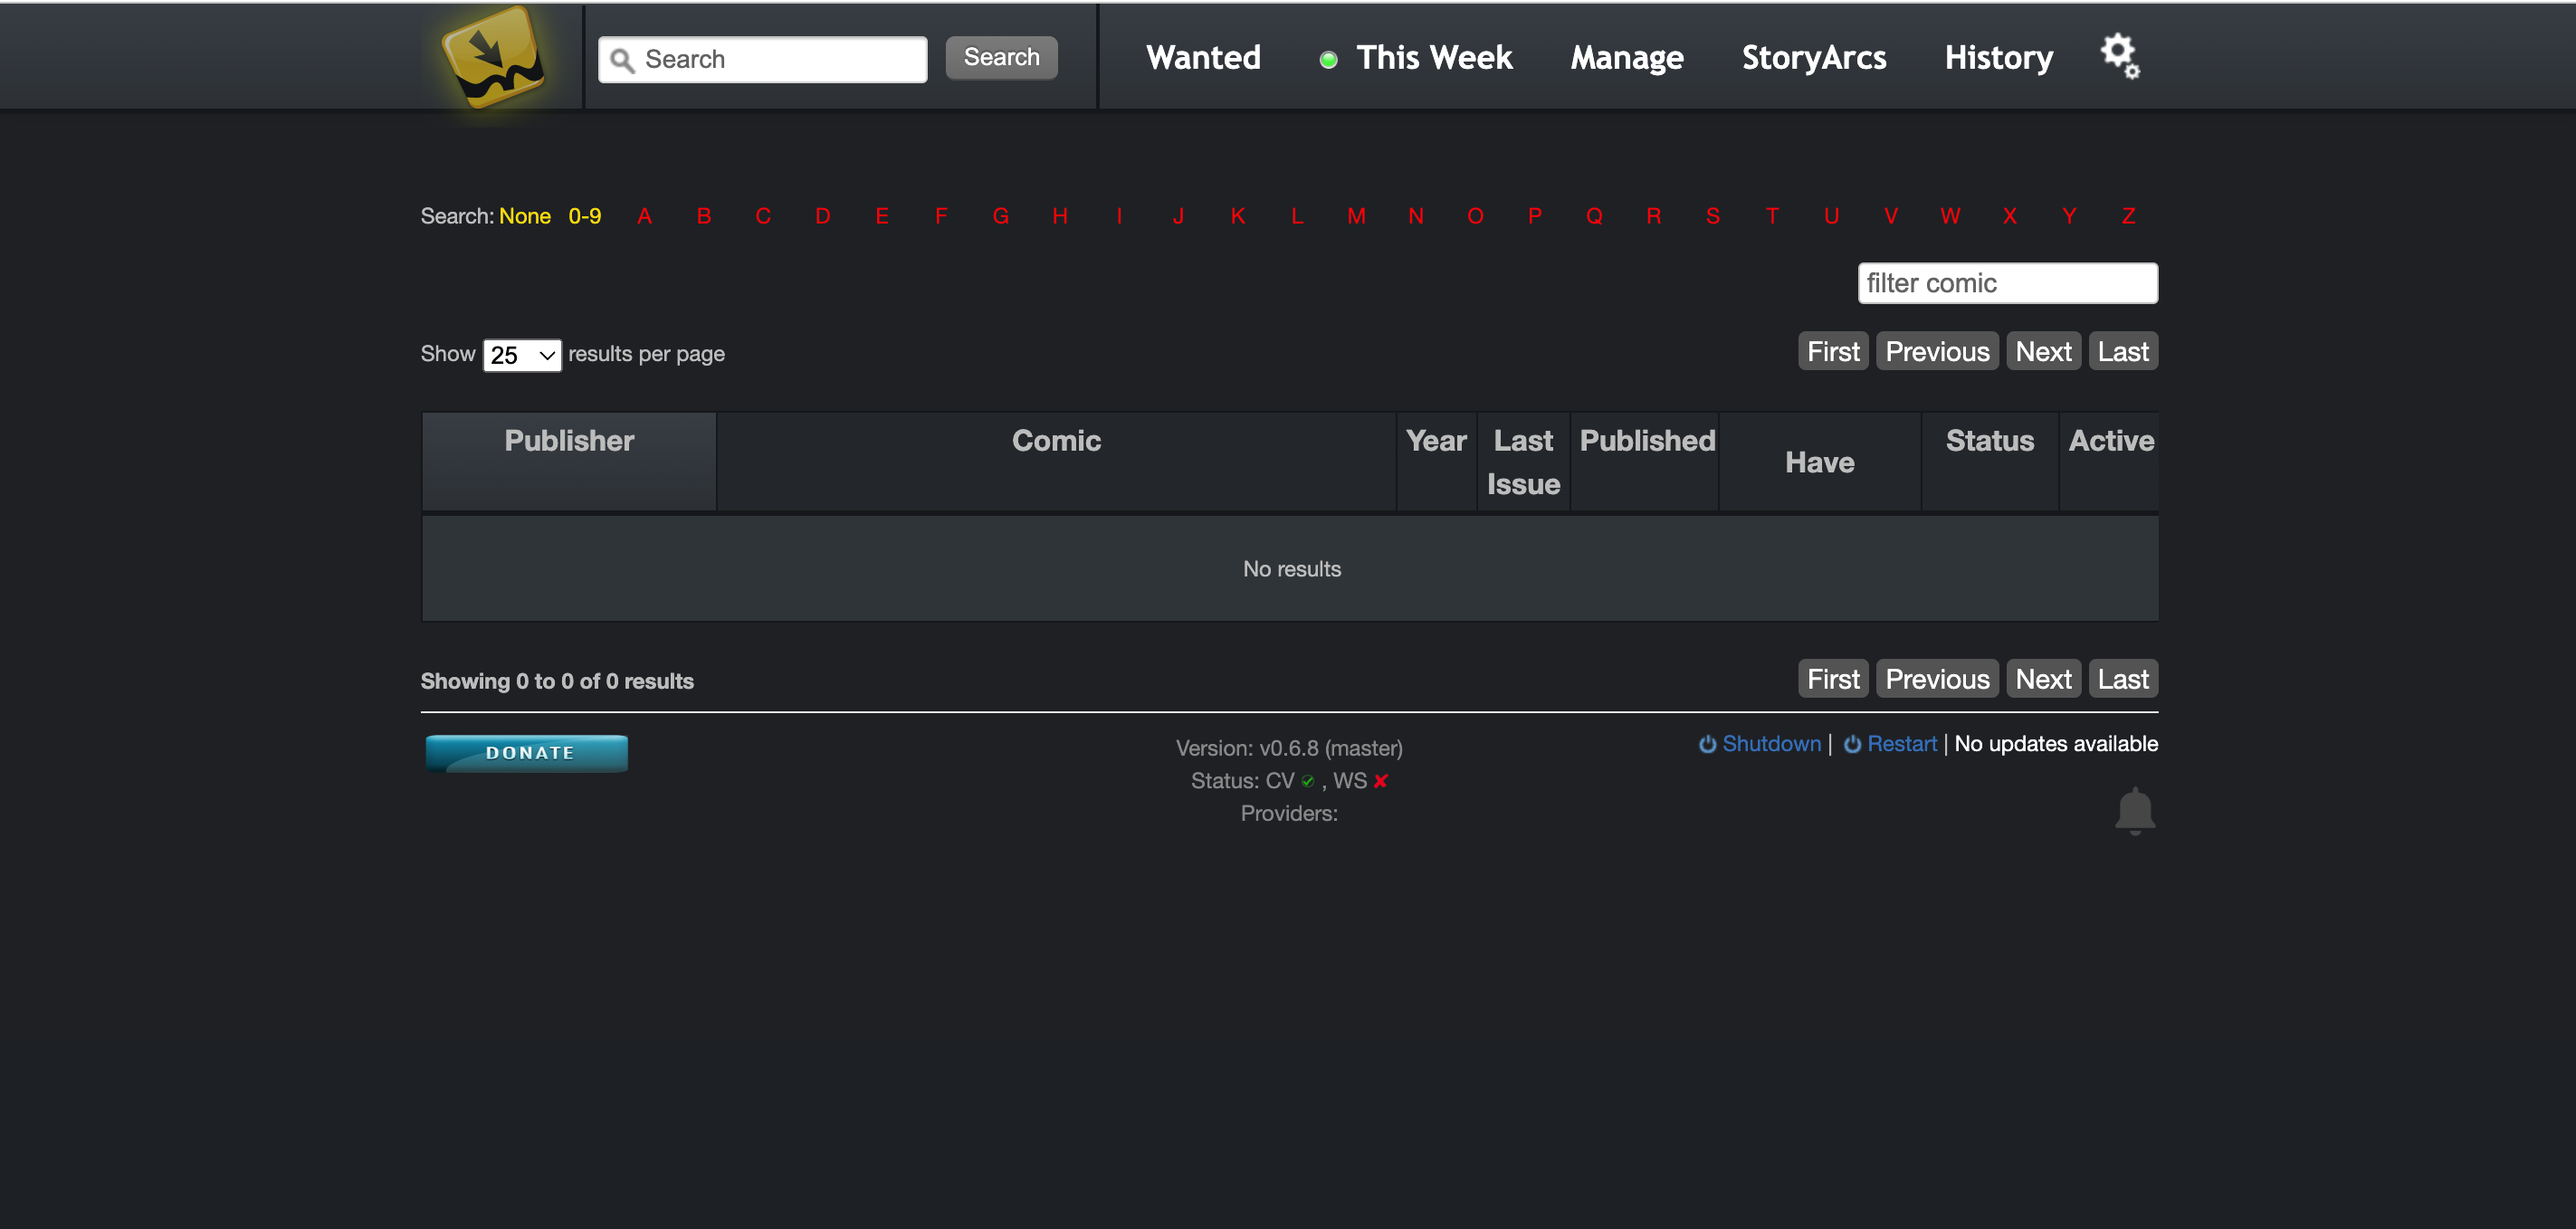 Search Search Wanted This Week Manage StoryArcs History
Search: None 0-9 A B C D E F G H I J K L M N O P Q R S T U V W X Y Z
filter comic
Show 25 results per page First Previous Next Last
Publisher Comic Year Last Issue Published Have Status Active
No results
Showing 0 to 0 of 0 results First Previous Next Last
DONATE Version: v0.6.8 (master) Shutdown | Restart | No updates available
Status: CV , WS
Providers: